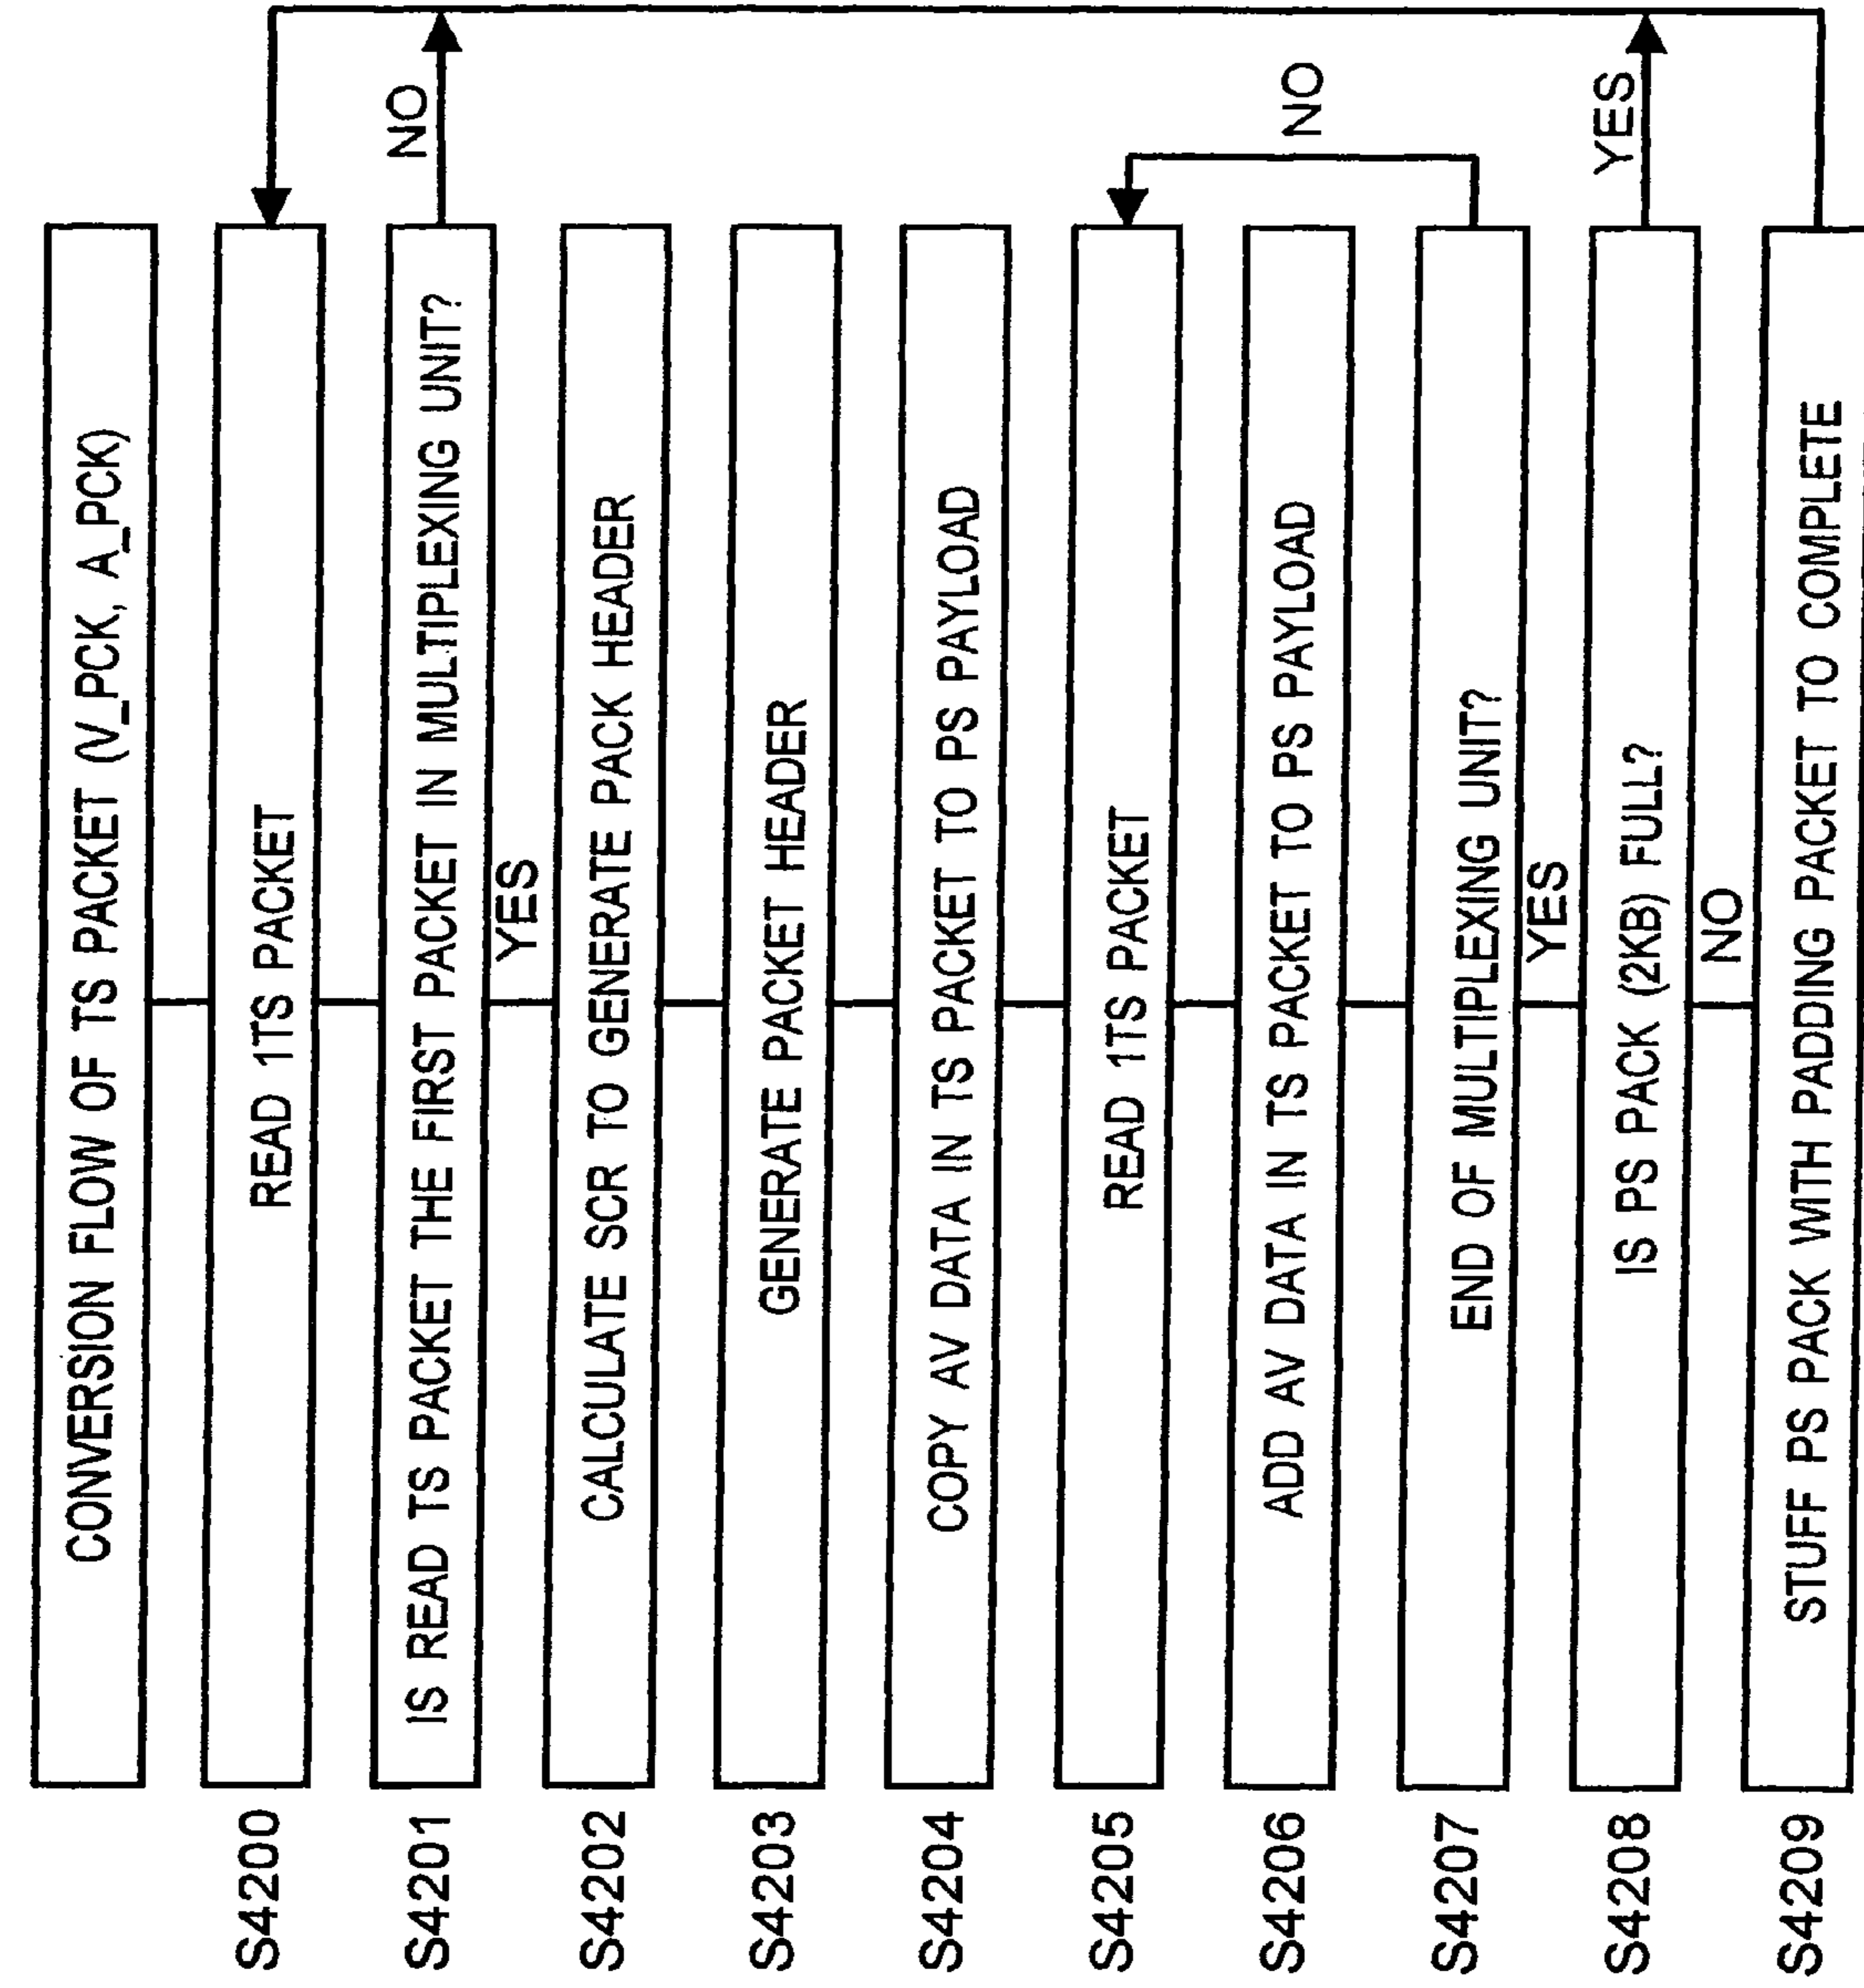 CONVERSION FLOW OF TS PACKET (V_PCK, A_PCK)
S4200 READ 1TS PACKET
S4201 IS READ TS PACKET THE FIRST PACKET IN MULTIPLEXING UNIT? NO
YES
S4202 CALCULATE SCR TO GENERATE PACK HEADER
S4203 GENERATE PACKET HEADER
S4204 COPY AV DATA IN TS PACKET TO PS PAYLOAD
S4205 READ 1TS PACKET
S4206 ADD AV DATA IN TS PACKET TO PS PAYLOAD NO
S4207 END OF MULTIPLEXING UNIT?
YES
S4208 IS PS PACK (2KB) FULL? YES
NO
S4209 STUFF PS PACK WITH PADDING PACKET TO COMPLETE